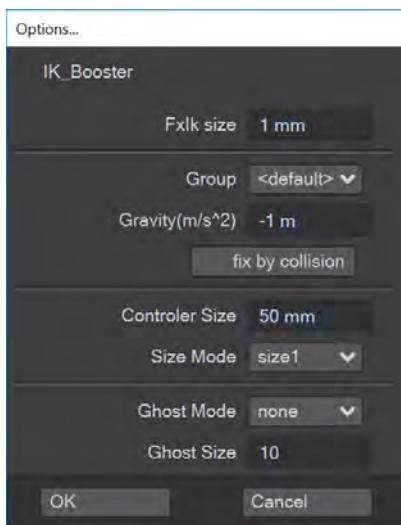 Options...
IK_Booster
FxIk size 1 mm
Group <default>
Gravity(m/s^2) -1 m
fix by collision
Controler Size 50 mm
Size Mode size1
Ghost Mode none
Ghost Size 10
OK Cancel